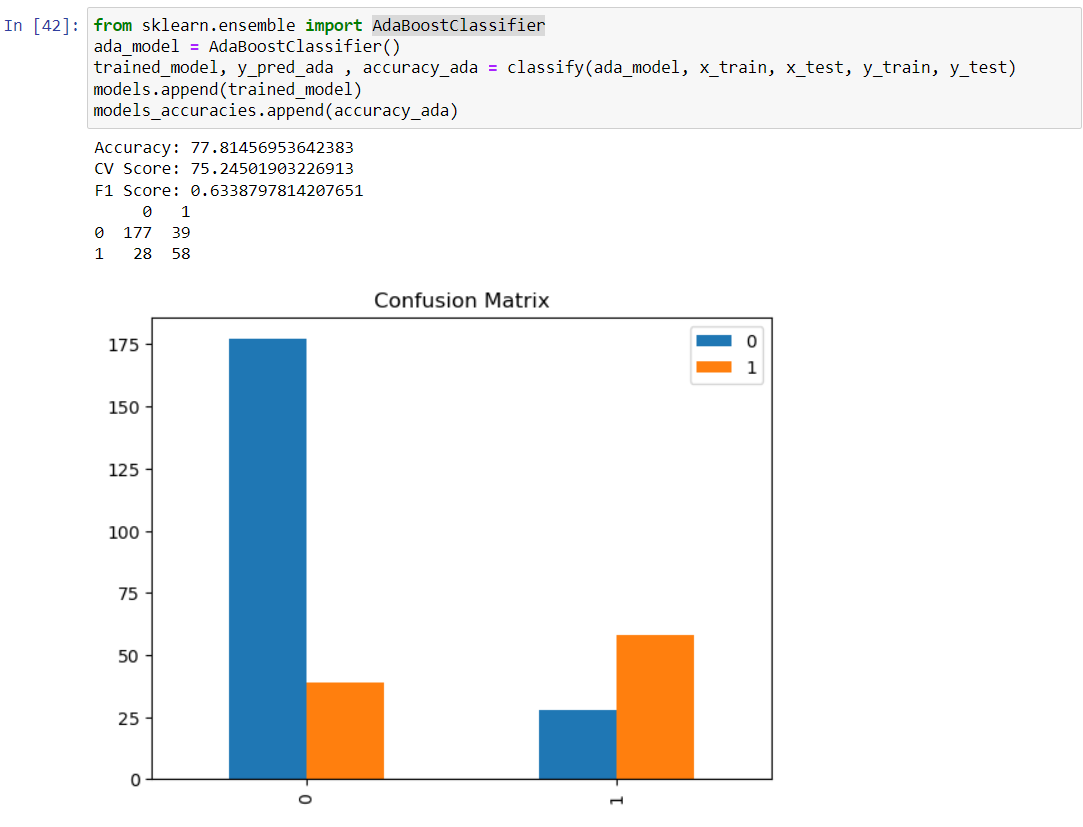 In [42]: from sklearn.ensemble import AdaBoostClassifier
ada_model = AdaBoostClassifier()
trained_model, y_pred_ada , accuracy_ada = classify(ada_model, x_train, x_test, y_train, y_test)
models.append(trained_model)
models_accuracies.append(accuracy_ada)
Accuracy: 77.81456953642383
CV Score: 75.24501903226913
F1 Score: 0.6338797814207651
0 1
0 177 39
1 28 58
Confusion Matrix
0
1
175
150
125
100
75
50
25
0
0
1